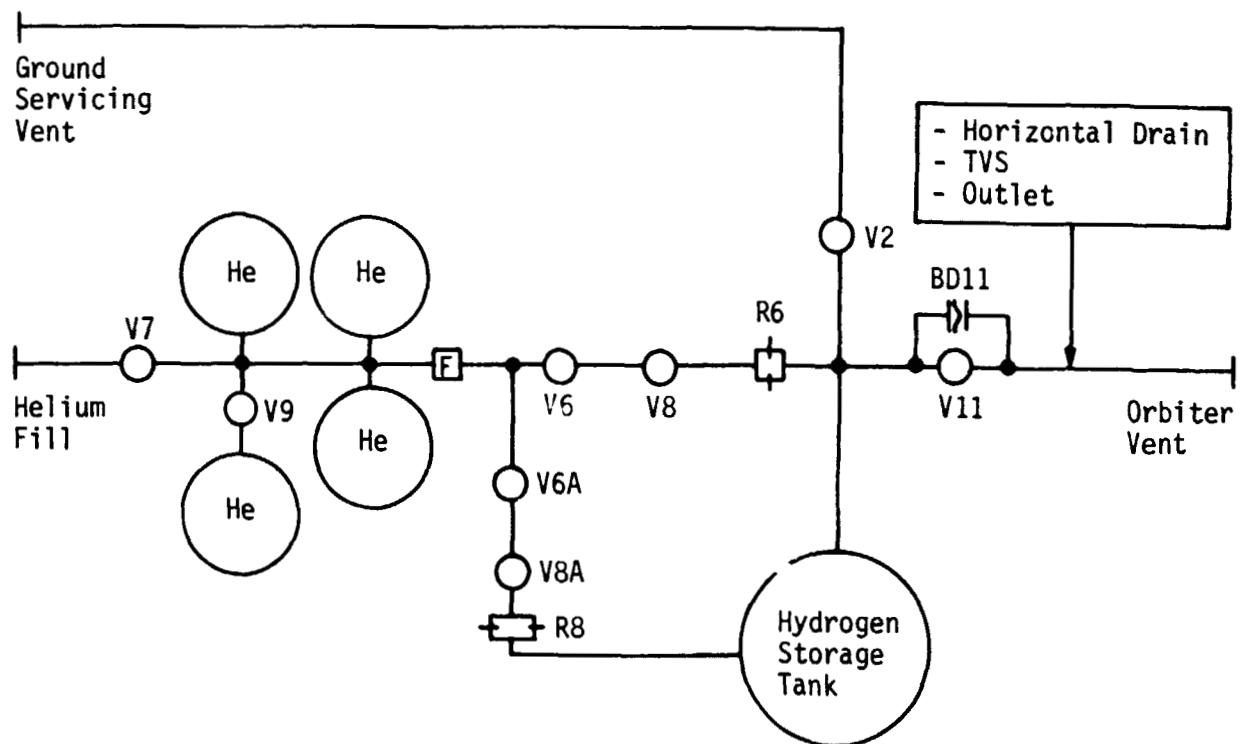 Ground
Servicing
Vent
- Horizontal Drain
- TVS
- Outlet
V2
BD11
He
He
R6
V7
F
V6
V8
V11
Helium
Fill
V9
He
Orbiter
Vent
He
V6A
V8A
R8
Hydrogen
Storage
Tank